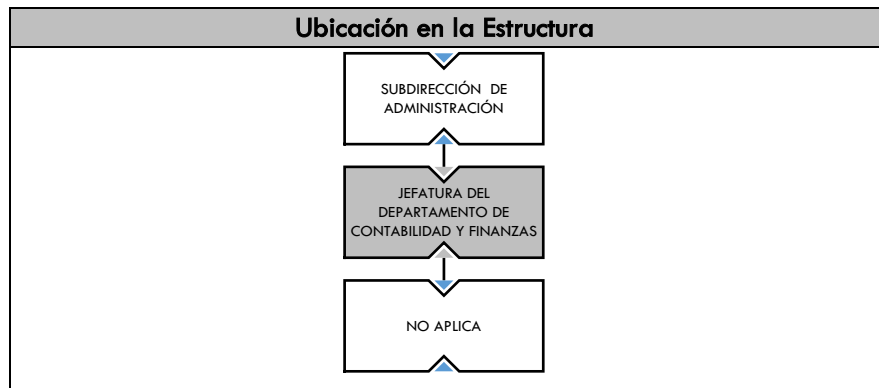 Ubicación en la Estructura
SUBDIRECCIÓN DE
ADMINISTRACIÓN
JEFATURA DEL
DEPARTAMENTO DE
CONTABILIDAD Y FINANZAS
NO APLICA